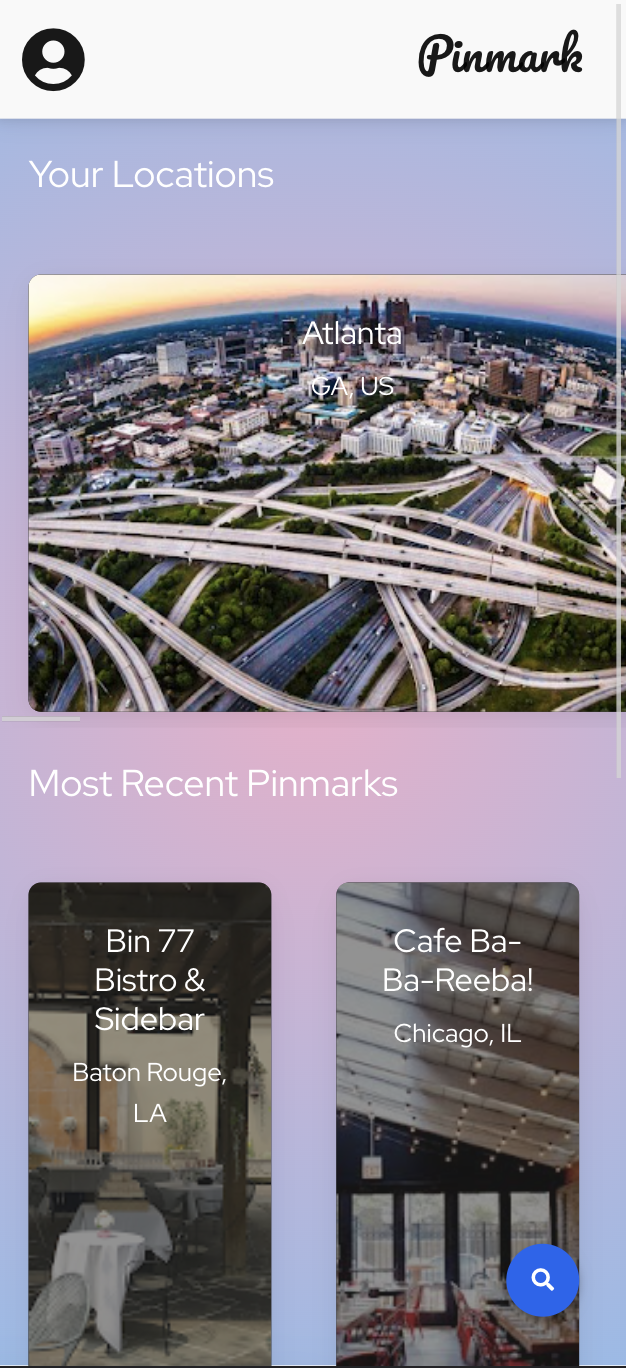 Pinmark
Your Locations
Atlanta
GA, US
Most Recent Pinmarks
Bin 77
Bistro &
Sidebar
Baton Rouge,
LA
Cafe Ba-
Ba-Reeba!
Chicago, IL